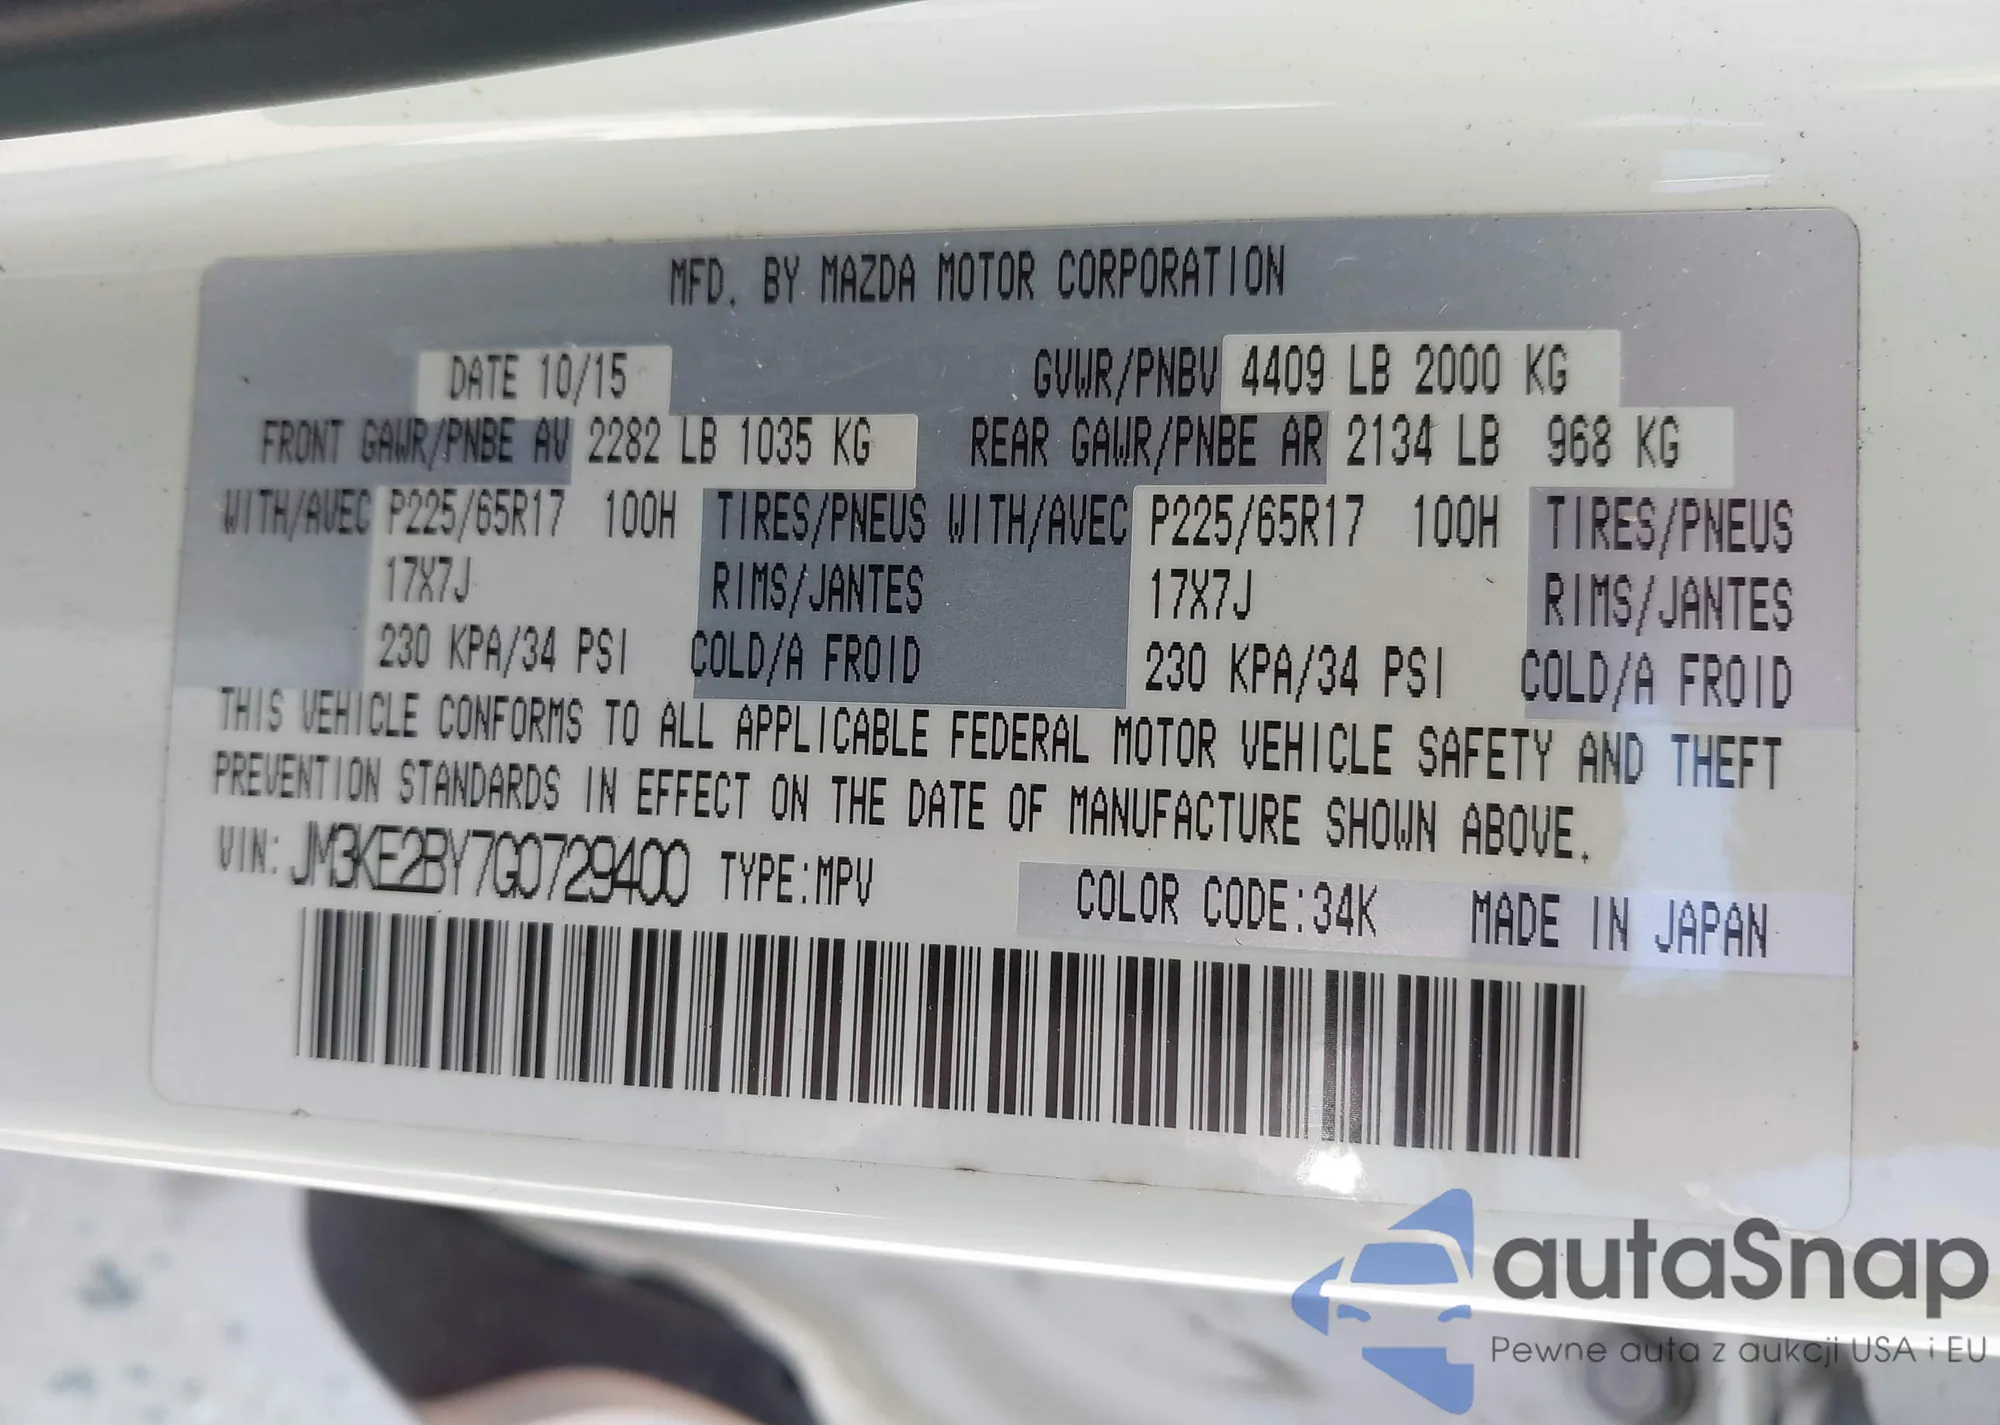 MFD. BY MAZDA MOTOR CORPORATION
DATE 10/15 GVWR/PNBV 4409 LB 2000 KG
FRONT GAWR/PNBE AV 2282 LB 1035 KG REAR GAWR/PNBE AR 2134 LB 968 KG
WITH/AVEC P225/65R17 100H TIRES/PNEUS WITH/AVEC P225/65R17 100H TIRES/PNEUS
17X7J RIMS/JANTES 17X7J RIMS/JANTES
230 KPA/34 PSI COLD/A FROID 230 KPA/34 PSI COLD/A FROID
THIS VEHICLE CONFORMS TO ALL APPLICABLE FEDERAL MOTOR VEHICLE SAFETY AND THEFT
PREVENTION STANDARDS IN EFFECT ON THE DATE OF MANUFACTURE SHOWN ABOVE.
VIN: JM3KE2BY7G0729400 TYPE:MPV COLOR CODE:34K MADE IN JAPAN
autaSnap
Pewne auta z aukcji USA i EU